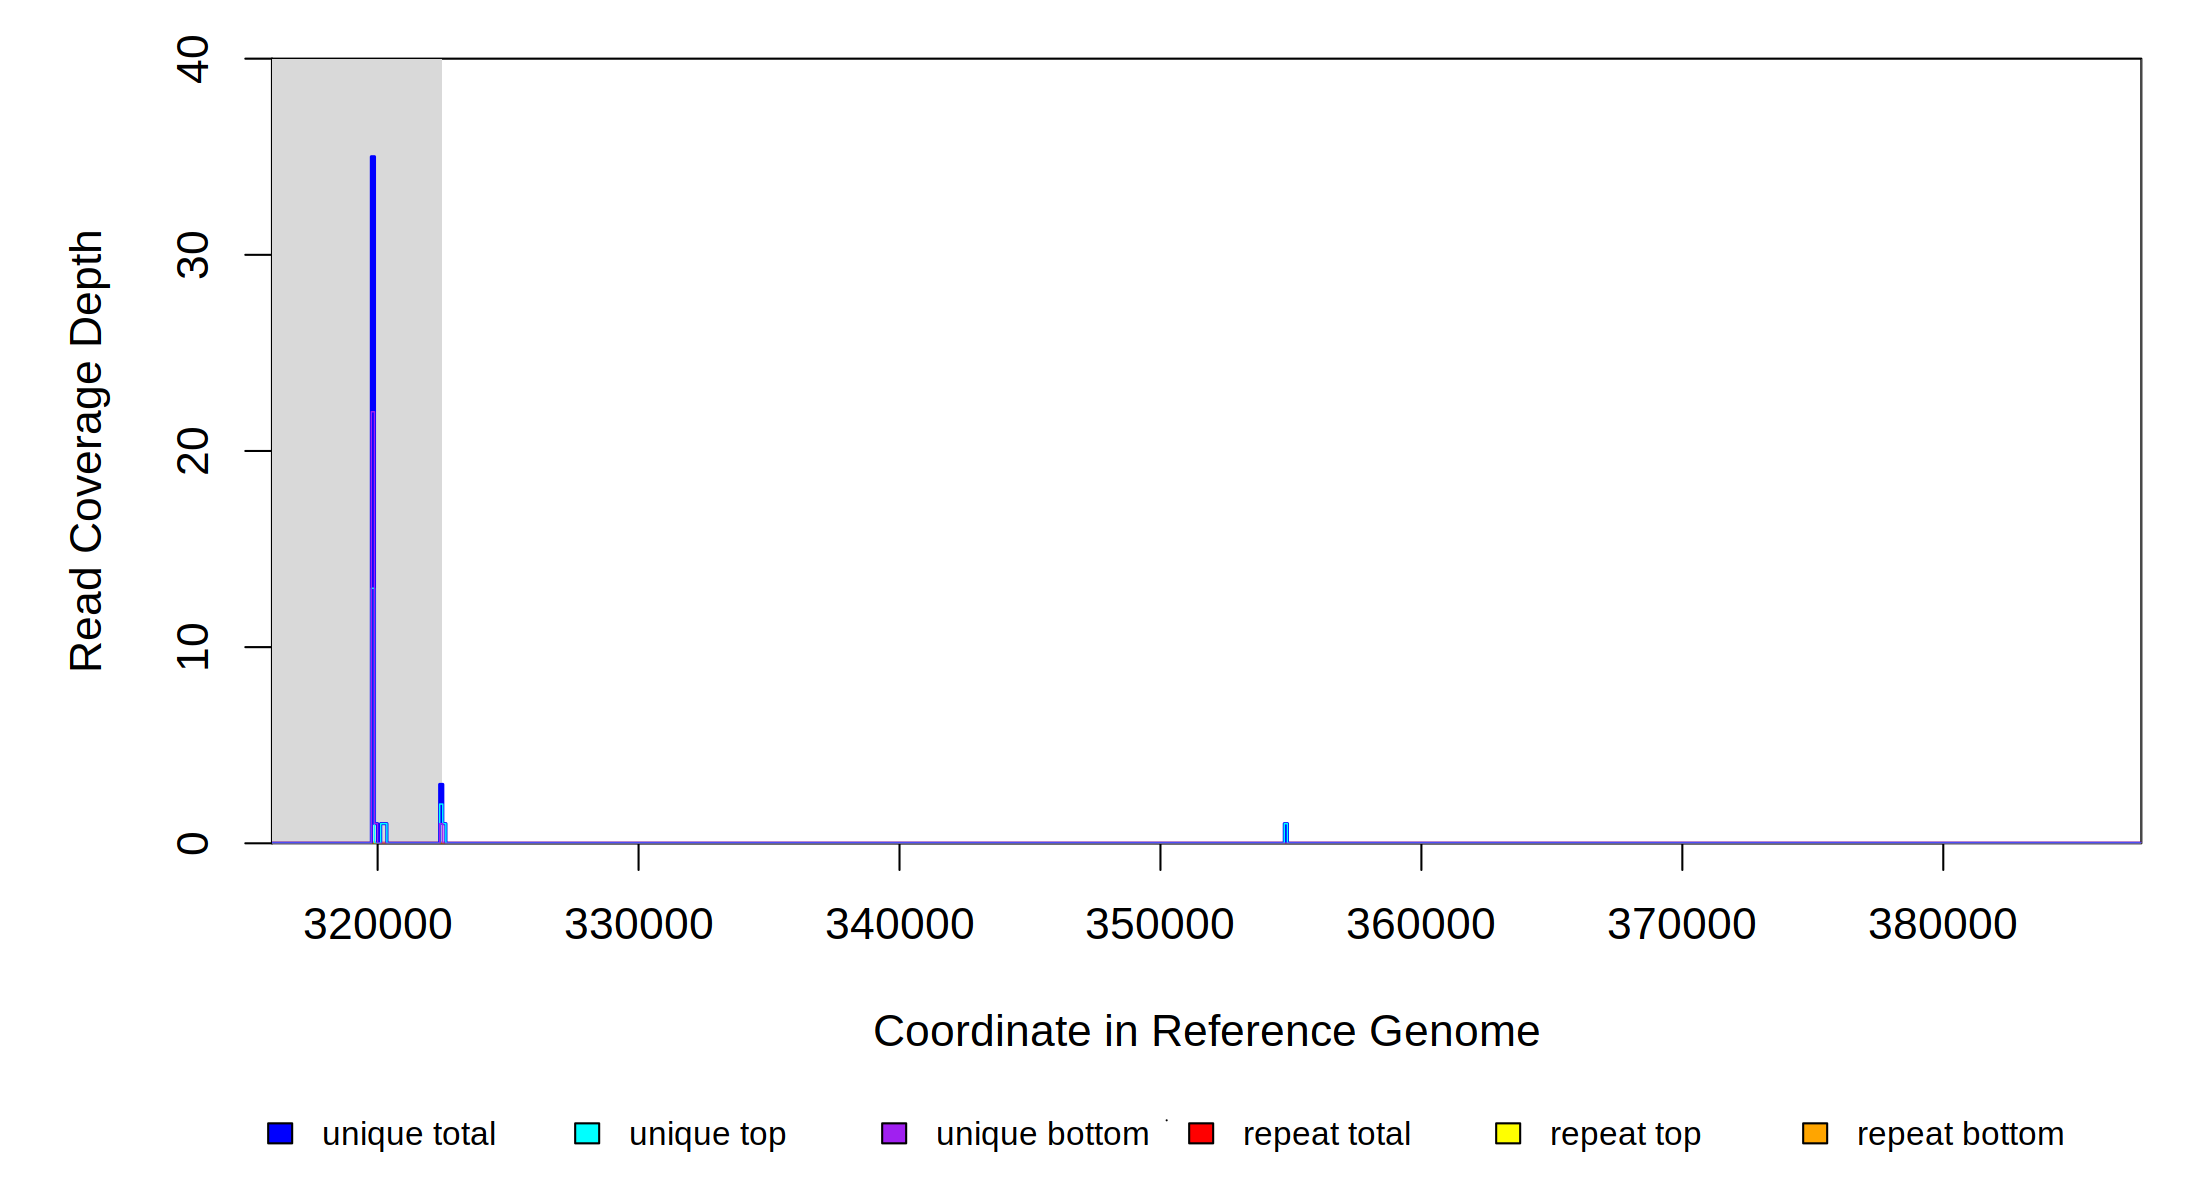 40
30
20
10
0
Read Coverage Depth
320000 330000 340000 350000 360000 370000 380000
Coordinate in Reference Genome
unique total unique top unique bottom repeat total repeat top repeat bottom